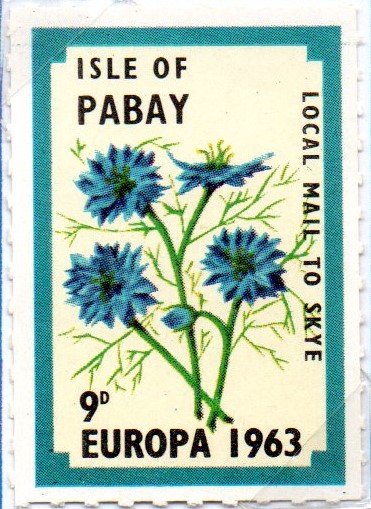 ISLE OF
PABAY
LOCAL MAIL TO SKYE
9D
EUROPA 1963